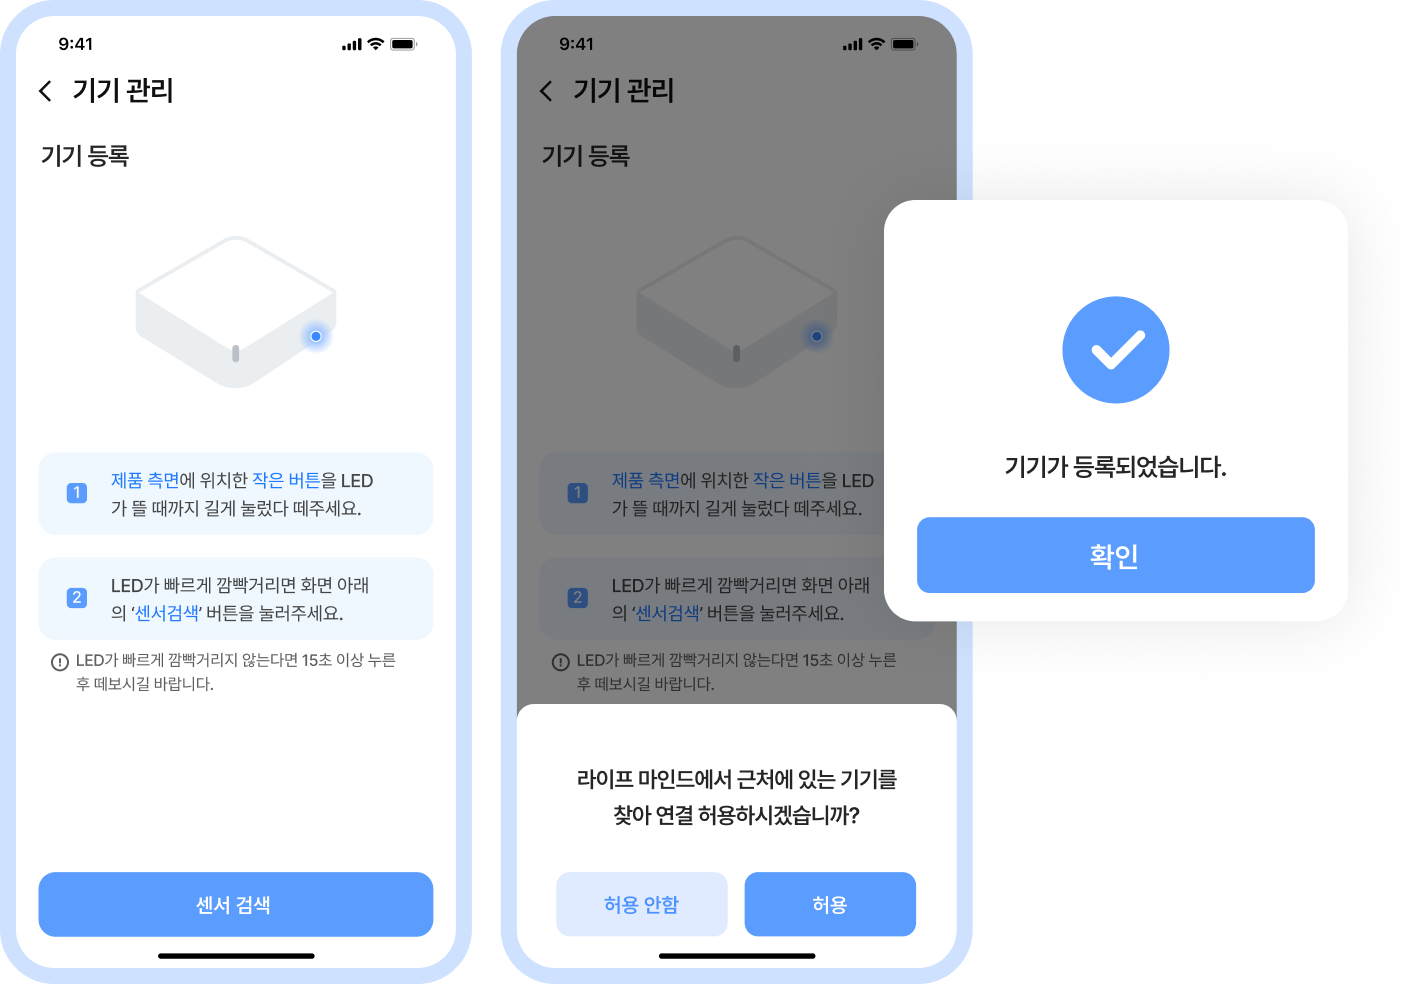 9:41
기기 관리
기기 등록
1
제품 측면에 위치한 작은 버튼을 LED
가 뜰 때까지 길게 눌렀다 떼주세요.
2
LED가 빠르게 깜빡거리면 화면 아래
의 ‘센서검색’ 버튼을 눌러주세요.
LED가 빠르게 깜빡거리지 않는다면 15초 이상 누른
후 떼보시길 바랍니다.
센서 검색
9:41
기기 관리
기기 등록
1
제품 측면에 위치한 작은 버튼을 LED
가 뜰 때까지 길게 눌렀다 떼주세요.
2
LED가 빠르게 깜빡거리면 화면 아래
의 ‘센서검색’ 버튼을 눌러주세요.
LED가 빠르게 깜빡거리지 않는다면 15초 이상 누른
후 떼보시길 바랍니다.
라이프 마인드에서 근처에 있는 기기를
찾아 연결 허용하시겠습니까?
허용 안함
허용
기기가 등록되었습니다.
확인